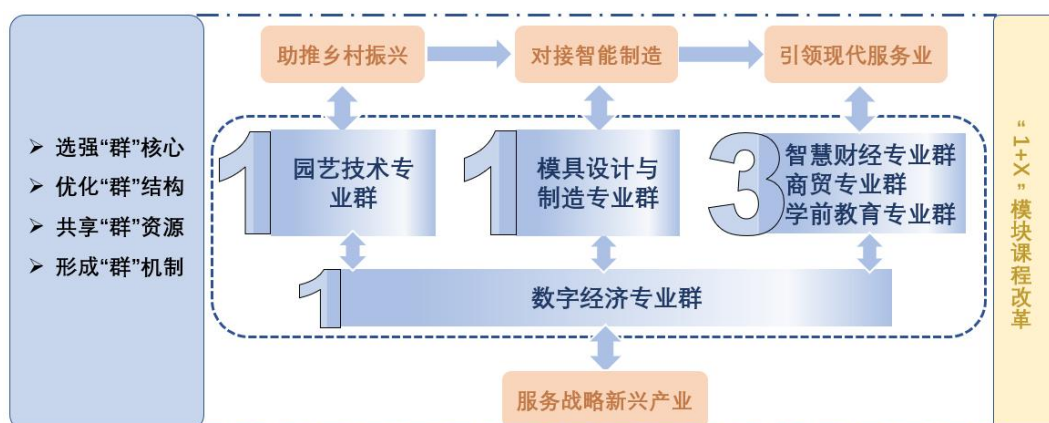 助推乡村振兴
对接智能制造
引领现代服务业
➢ 选强“群”核心
➢ 优化“群”结构
➢ 共享“群”资源
➢ 形成“群”机制
1
园艺技术专
业群
1
模具设计与
制造专业群
3
智慧财经专业群
商贸专业群
学前教育专业群
1
数字经济专业群
服务战略新兴产业
“1+X”模块课程改革